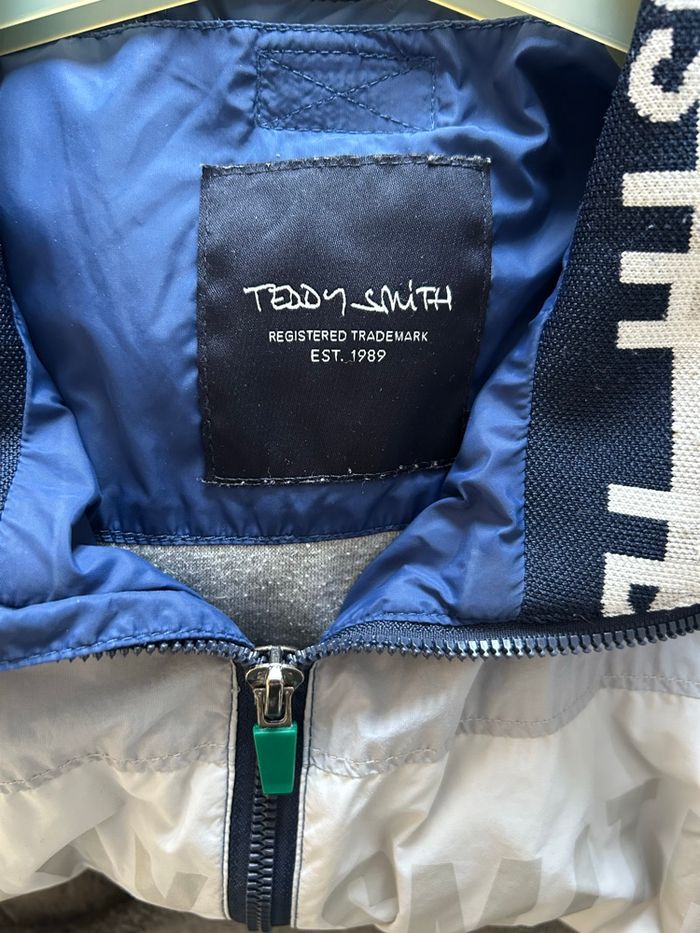 TEDDY SMITH
REGISTERED TRADEMARK
EST. 1989